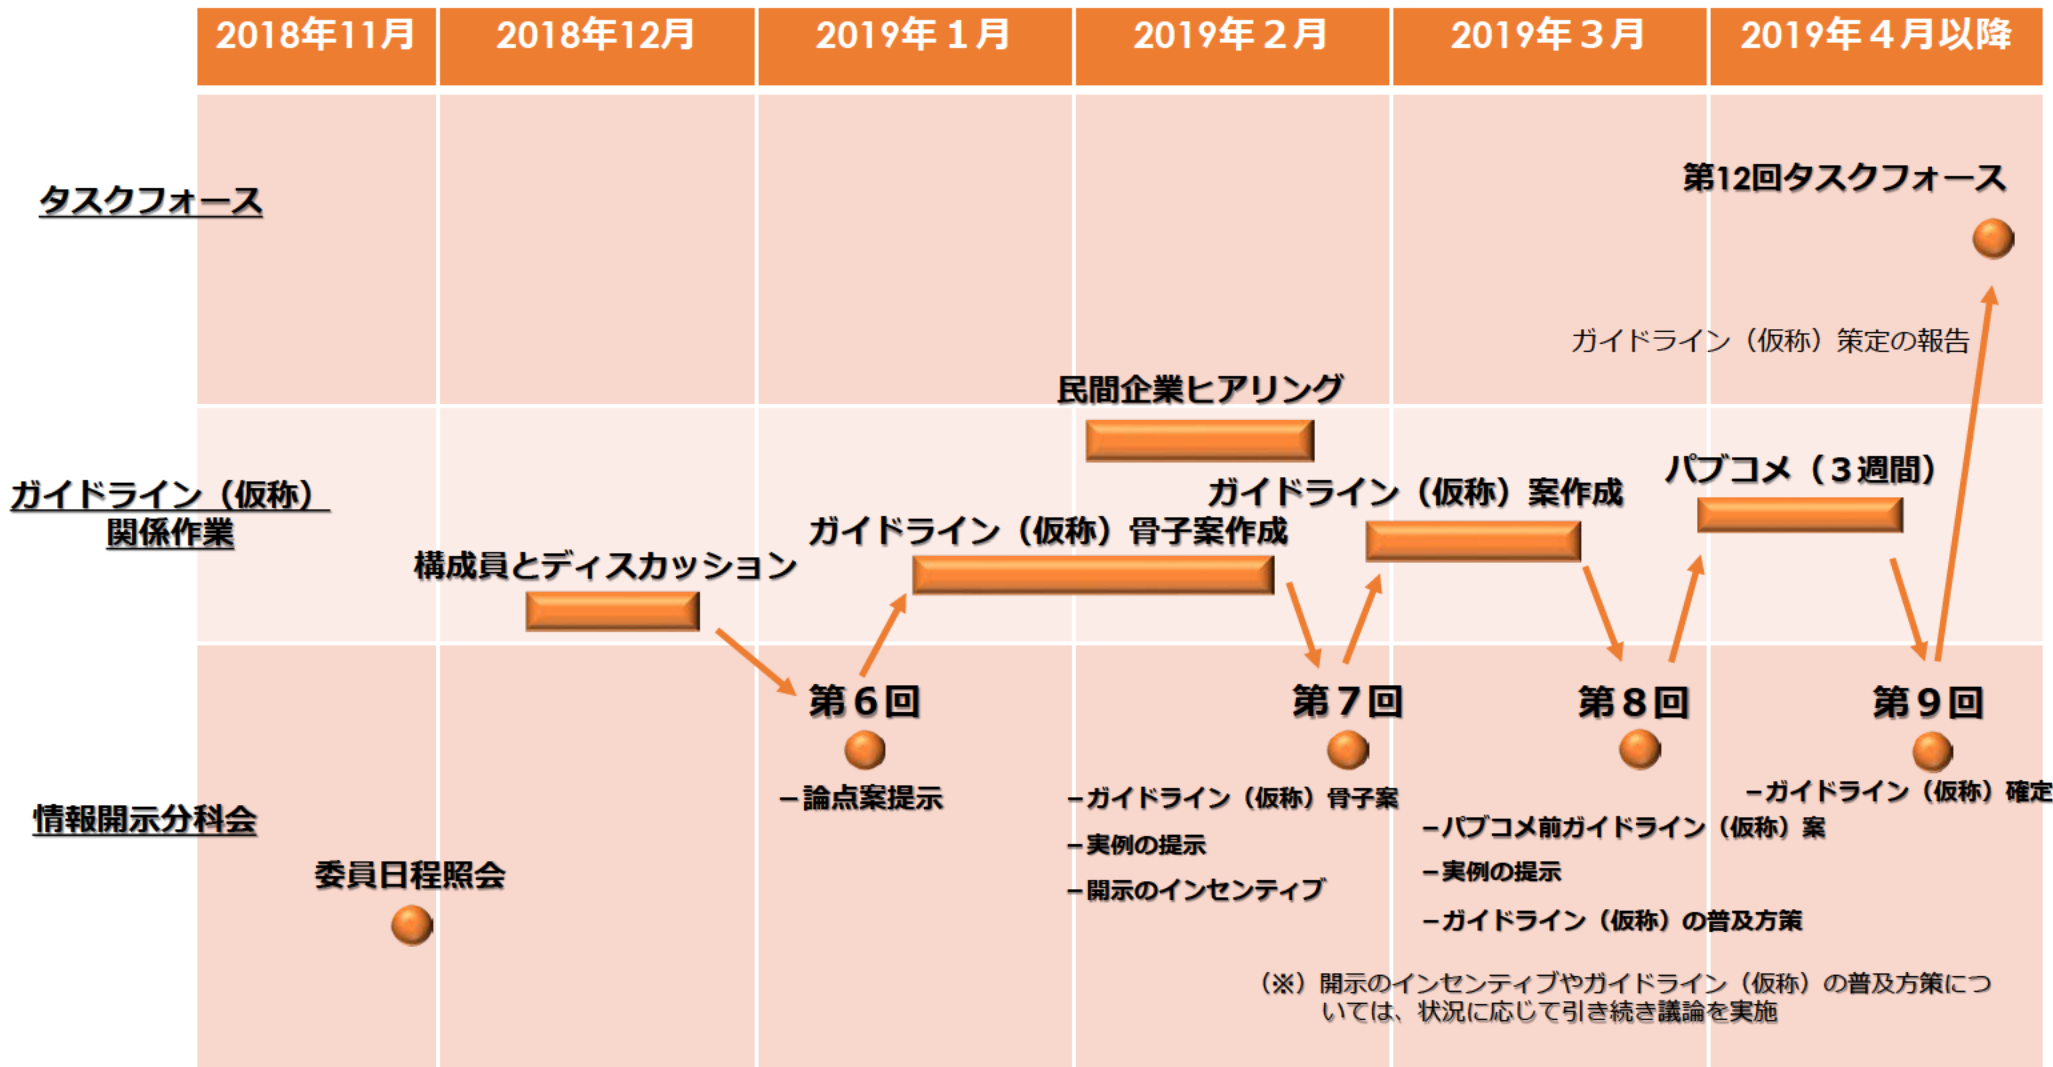 2018年11月
2018年12月
2019年１月
2019年２月
2019年３月
2019年４月以降
タスクフォース
第12回タスクフォース
ガイドライン（仮称）策定の報告
ガイドライン（仮称）
関係作業
民間企業ヒアリング
パブコメ（３週間）
ガイドライン（仮称）案作成
ガイドライン（仮称）骨子案作成
構成員とディスカッション
情報開示分科会
第６回
－論点案提示
第７回
－ガイドライン（仮称）骨子案
－実例の提示
－開示のインセンティブ
第８回
－パブコメ前ガイドライン（仮称）案
－実例の提示
－ガイドライン（仮称）の普及方策
第９回
－ガイドライン（仮称）確定
委員日程照会
（※）開示のインセンティブやガイドライン（仮称）の普及方策につ
いては、状況に応じて引き続き議論を実施